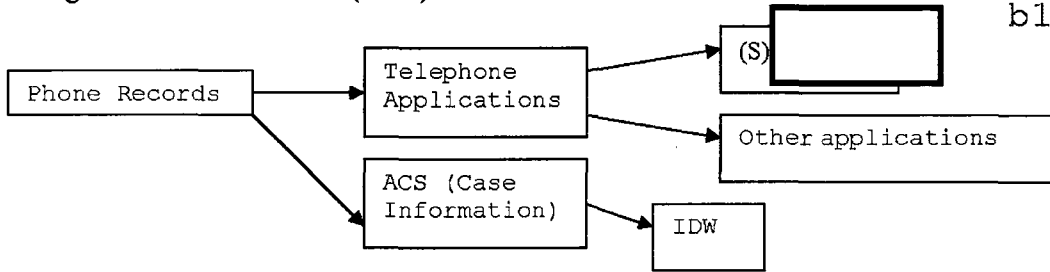 b1
(S)
Phone Records
Telephone
Applications
Other applications
ACS (Case
Information)
IDW